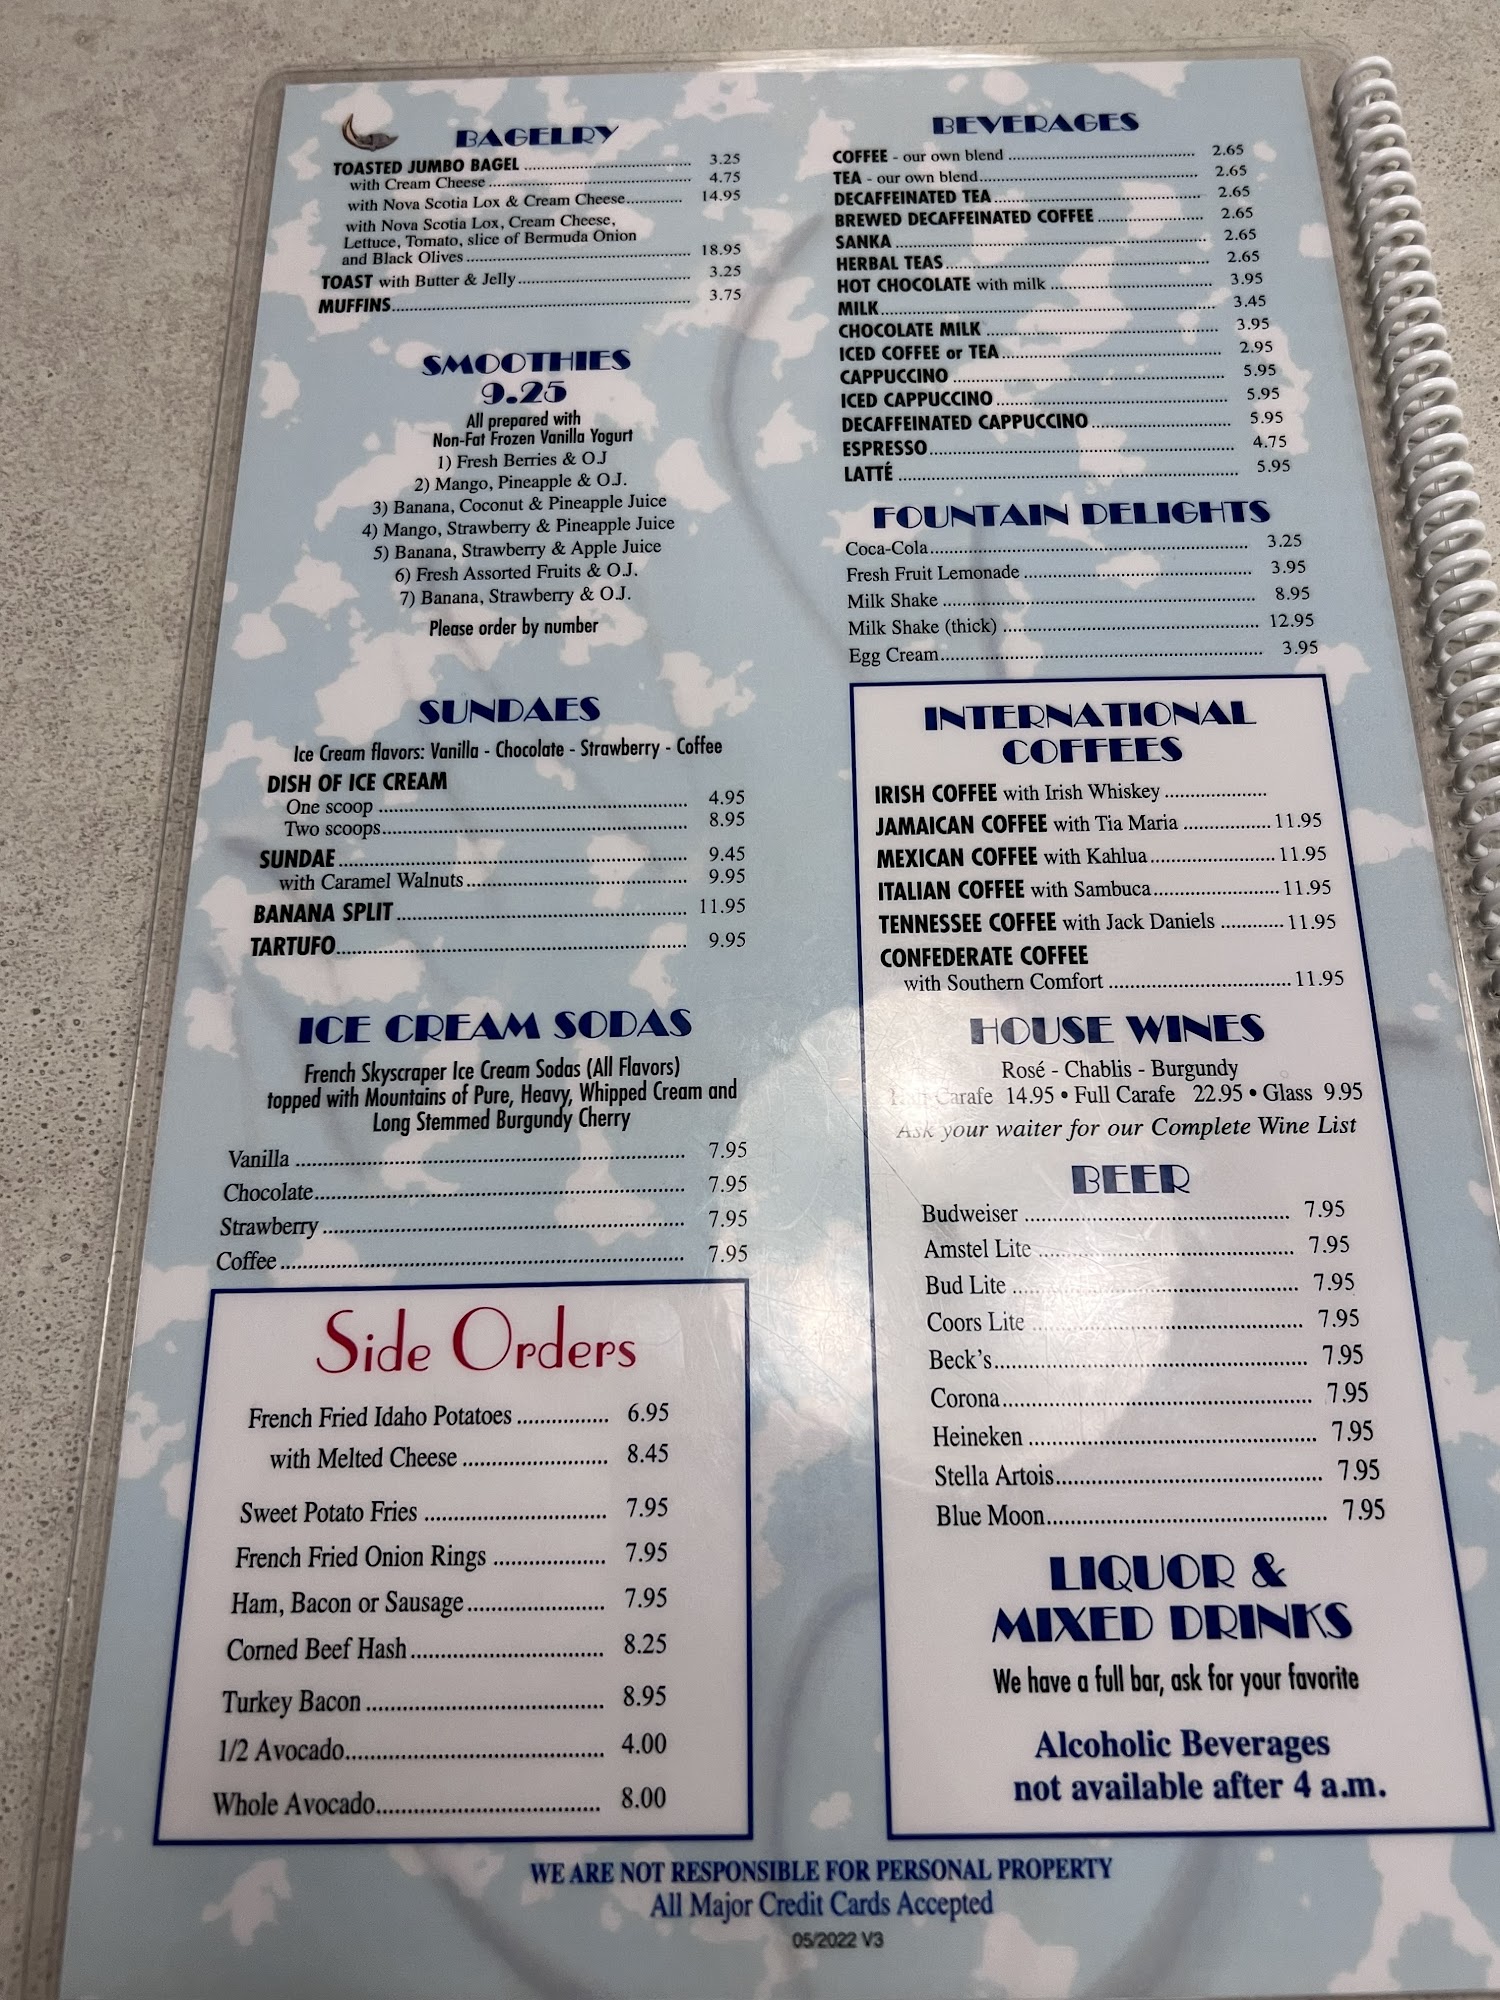 BAGELRY
TOASTED JUMBO BAGEL 3.25
with Cream Cheese 4.75
with Nova Scotia Lox & Cream Cheese 14.95
with Nova Scotia Lox, Cream Cheese,
Lettuce, Tomato, slice of Bermuda Onion
and Black Olives 18.95
TOAST with Butter & Jelly 3.25
MUFFINS 3.75
SMOOTHIES
9.25
All prepared with
Non-Fat Frozen Vanilla Yogurt
1) Fresh Berries & O.J
2) Mango, Pineapple & O.J.
3) Banana, Coconut & Pineapple Juice
4) Mango, Strawberry & Pineapple Juice
5) Banana, Strawberry & Apple Juice
6) Fresh Assorted Fruits & O.J.
7) Banana, Strawberry & O.J.
Please order by number
SUNDAES
Ice Cream flavors: Vanilla - Chocolate - Strawberry - Coffee
DISH OF ICE CREAM
One scoop 4.95
Two scoops 8.95
SUNDAE 9.45
with Caramel Walnuts 9.95
BANANA SPLIT 11.95
TARTUFO 9.95
ICE CREAM SODAS
French Skyscraper Ice Cream Sodas (All Flavors)
topped with Mountains of Pure, Heavy, Whipped Cream and
Long Stemmed Burgundy Cherry
Vanilla 7.95
Chocolate 7.95
Strawberry 7.95
Coffee 7.95
Side Orders
French Fried Idaho Potatoes 6.95
with Melted Cheese 8.45
Sweet Potato Fries 7.95
French Fried Onion Rings 7.95
Ham, Bacon or Sausage 7.95
Corned Beef Hash 8.25
Turkey Bacon 8.95
1/2 Avocado 4.00
Whole Avocado 8.00
BEVERAGES
COFFEE - our own blend 2.65
TEA - our own blend 2.65
DECAFFEINATED TEA 2.65
BREWED DECAFFEINATED COFFEE 2.65
SANKA 2.65
HERBAL TEAS 2.65
HOT CHOCOLATE with milk 3.95
MILK 3.45
CHOCOLATE MILK 3.95
ICED COFFEE or TEA 2.95
CAPPUCCINO 5.95
ICED CAPPUCCINO 5.95
DECAFFEINATED CAPPUCCINO 5.95
ESPRESSO 4.75
LATTÉ 5.95
FOUNTAIN DELIGHTS
Coca-Cola 3.25
Fresh Fruit Lemonade 3.95
Milk Shake 8.95
Milk Shake (thick) 12.95
Egg Cream 3.95
INTERNATIONAL
COFFEES
IRISH COFFEE with Irish Whiskey
JAMAICAN COFFEE with Tia Maria 11.95
MEXICAN COFFEE with Kahlua 11.95
ITALIAN COFFEE with Sambuca 11.95
TENNESSEE COFFEE with Jack Daniels 11.95
CONFEDERATE COFFEE
with Southern Comfort 11.95
HOUSE WINES
Rosé - Chablis - Burgundy
Half Carafe 14.95 • Full Carafe 22.95 • Glass 9.95
Ask your waiter for our Complete Wine List
BEER
Budweiser 7.95
Amstel Lite 7.95
Bud Lite 7.95
Coors Lite 7.95
Beck's 7.95
Corona 7.95
Heineken 7.95
Stella Artois 7.95
Blue Moon 7.95
LIQUOR &
MIXED DRINKS
We have a full bar, ask for your favorite
Alcoholic Beverages
not available after 4 a.m.
WE ARE NOT RESPONSIBLE FOR PERSONAL PROPERTY
All Major Credit Cards Accepted
05/2022 V3